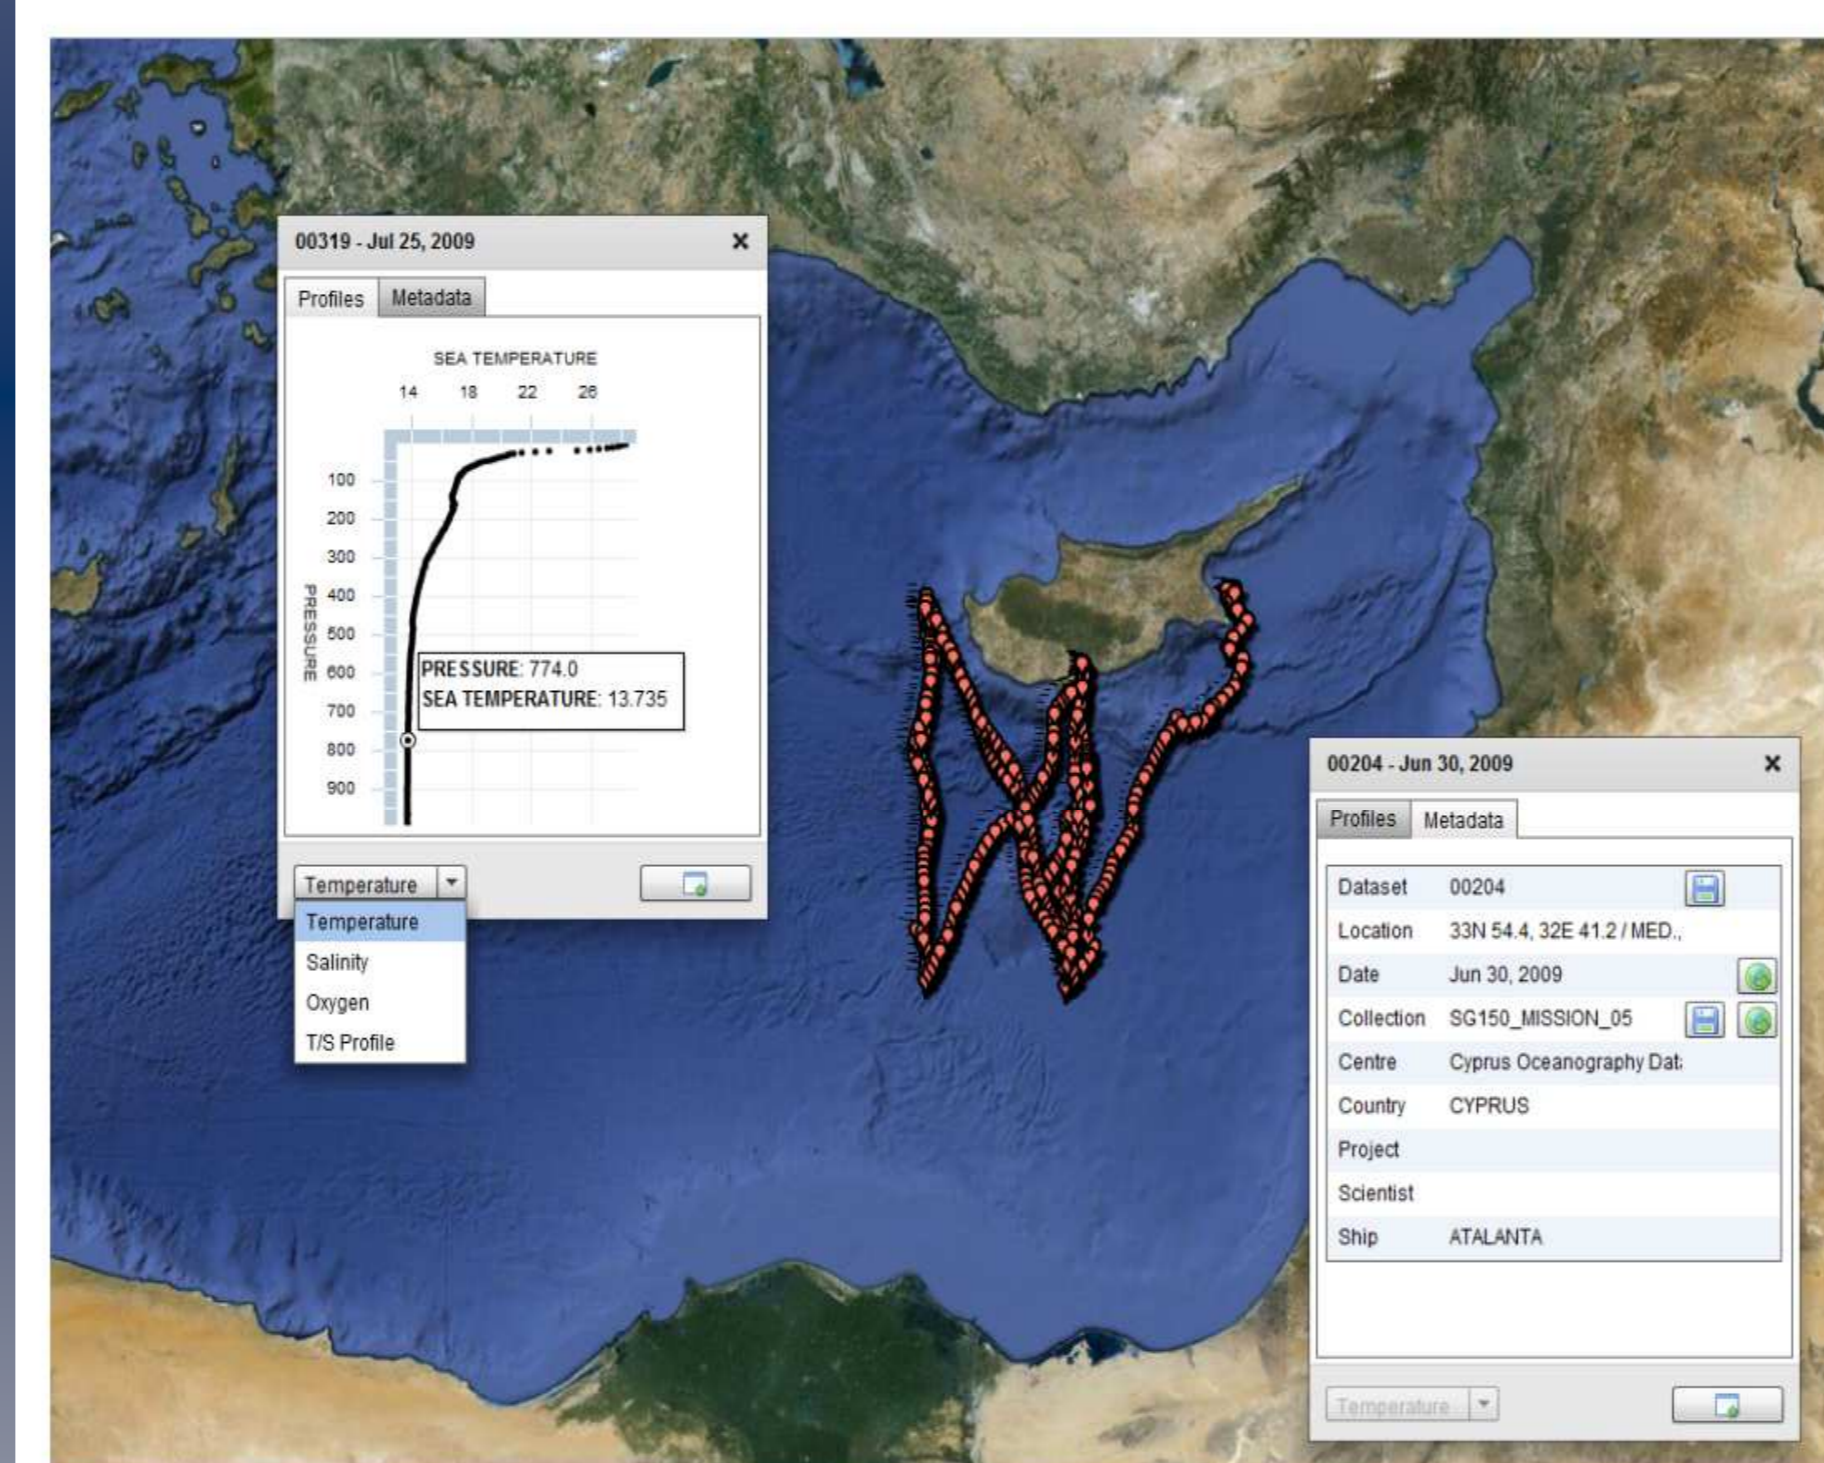 00319 - Jul 25, 2009
Profiles Metadata
SEA TEMPERATURE
14 18 22 26
100
200
300
400
500
600
700
800
900
PRESSURE
PRESSURE: 774.0
SEA TEMPERATURE: 13.735
Temperature
Temperature
Salinity
Oxygen
T/S Profile
00204 - Jun 30, 2009
Profiles Metadata
Dataset 00204
Location 33N 54.4, 32E 41.2 / MED.,
Date Jun 30, 2009
Collection SG150_MISSION_05
Centre Cyprus Oceanography Dat
Country CYPRUS
Project
Scientist
Ship ATALANTA
Temperature